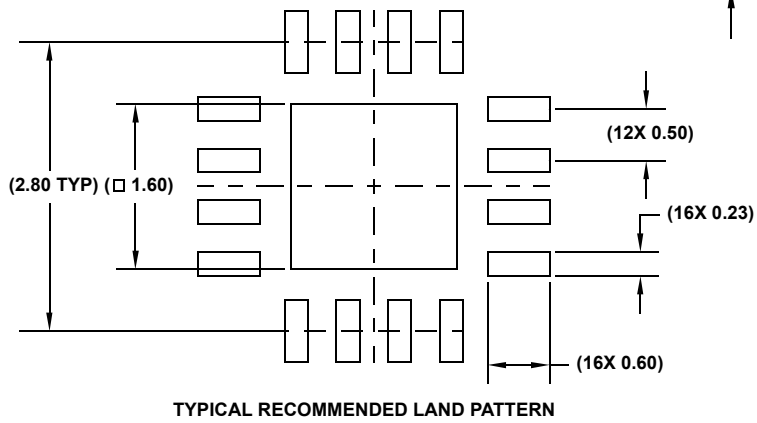 (12X 0.50)
(2.80 TYP) (□ 1.60)
(16X 0.23)
(16X 0.60)
TYPICAL RECOMMENDED LAND PATTERN